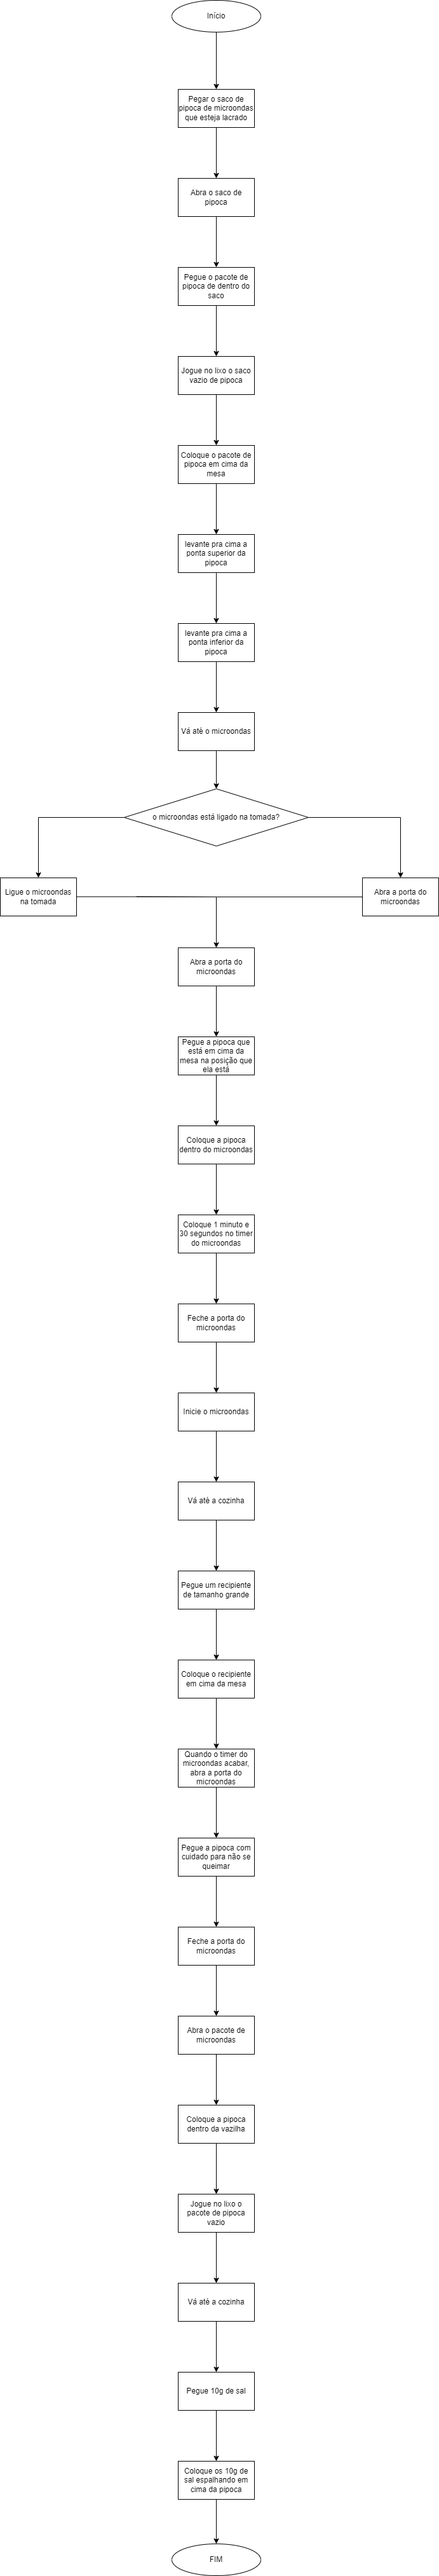 Início
Pegar o saco de
pipoca de microondas
que esteja lacrado
Abra o saco de
pipoca
Pegue o pacote de
pipoca de dentro do
saco
Jogue no lixo o saco
vazio de pipoca
Coloque o pacote de
pipoca em cima da
mesa
levante pra cima a
ponta superior da
pipoca
levante pra cima a
ponta inferior da
pipoca
Vá até o microondas
o microondas está ligado na tomada?
Ligue o microondas
na tomada
Abra a porta do
microondas
Abra a porta do
microondas
Pegue a pipoca que
está em cima da
mesa na posição que
ela está
Coloque a pipoca
dentro do microondas
Coloque 1 minuto e
30 segundos no timer
do microondas
Feche a porta do
microondas
Inicie o microondas
Vá até a cozinha
Pegue um recipiente
de tamanho grande
Coloque o recipiente
em cima da mesa
Quando o timer do
microondas acabar,
abra a porta do
microondas
Pegue a pipoca com
cuidado para não se
queimar
Feche a porta do
microondas
Abra o pacote de
microondas
Coloque a pipoca
dentro da vazilha
Jogue no lixo o
pacote de pipoca
vazio
Vá até a cozinha
Pegue 10g de sal
Coloque os 10g de
sal espalhando em
cima da pipoca
FIM